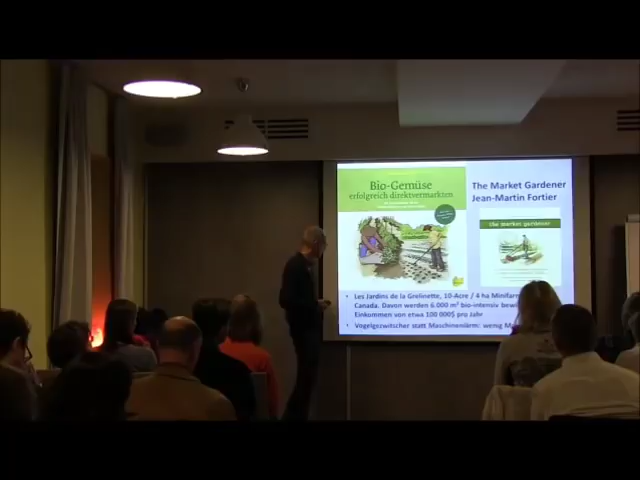 Bio-Gemüse
erfolgreich direktvermarkten
The Market Gardener
Jean-Martin Fortier
the market gardener
• Les Jardins de la Grelinette, 10-Acre / 4 ha Minifarm
Canada. Davon werden 6.000 m² bio-intensiv bewi
Einkommen von etwa 100 000$ pro Jahr
• Vogelgezwitscher statt Maschinenlärm: wenig M